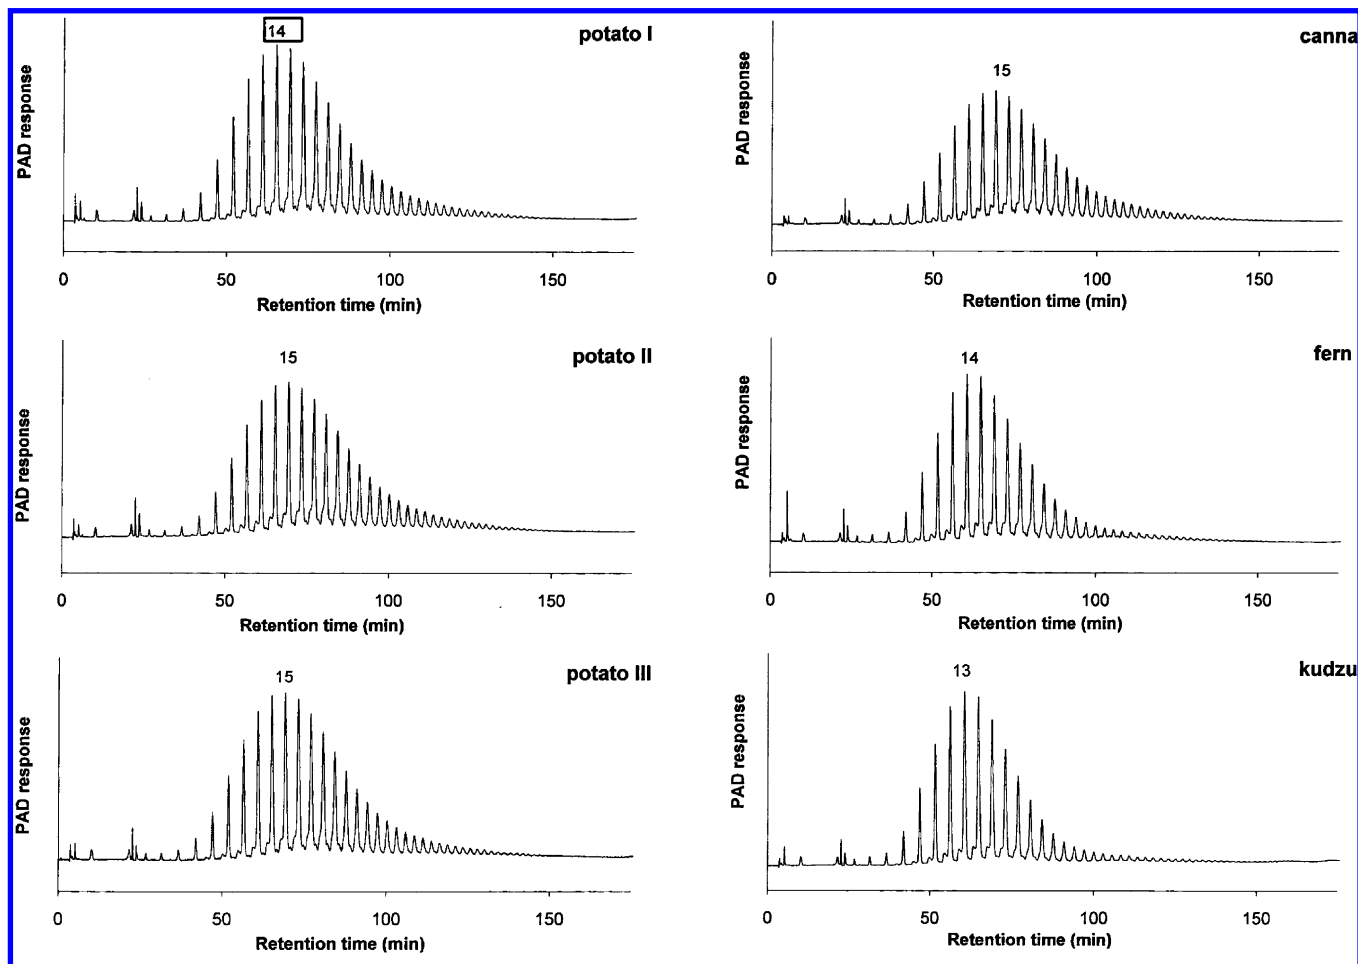 14
potato I
PAD response
0 50 100 150
Retention time (min)
canna
15
PAD response
0 50 100 150
Retention time (min)
potato II
15
PAD response
0 50 100 150
Retention time (min)
fern
14
PAD response
0 50 100 150
Retention time (min)
potato III
15
PAD response
0 50 100 150
Retention time (min)
kudzu
13
PAD response
0 50 100 150
Retention time (min)